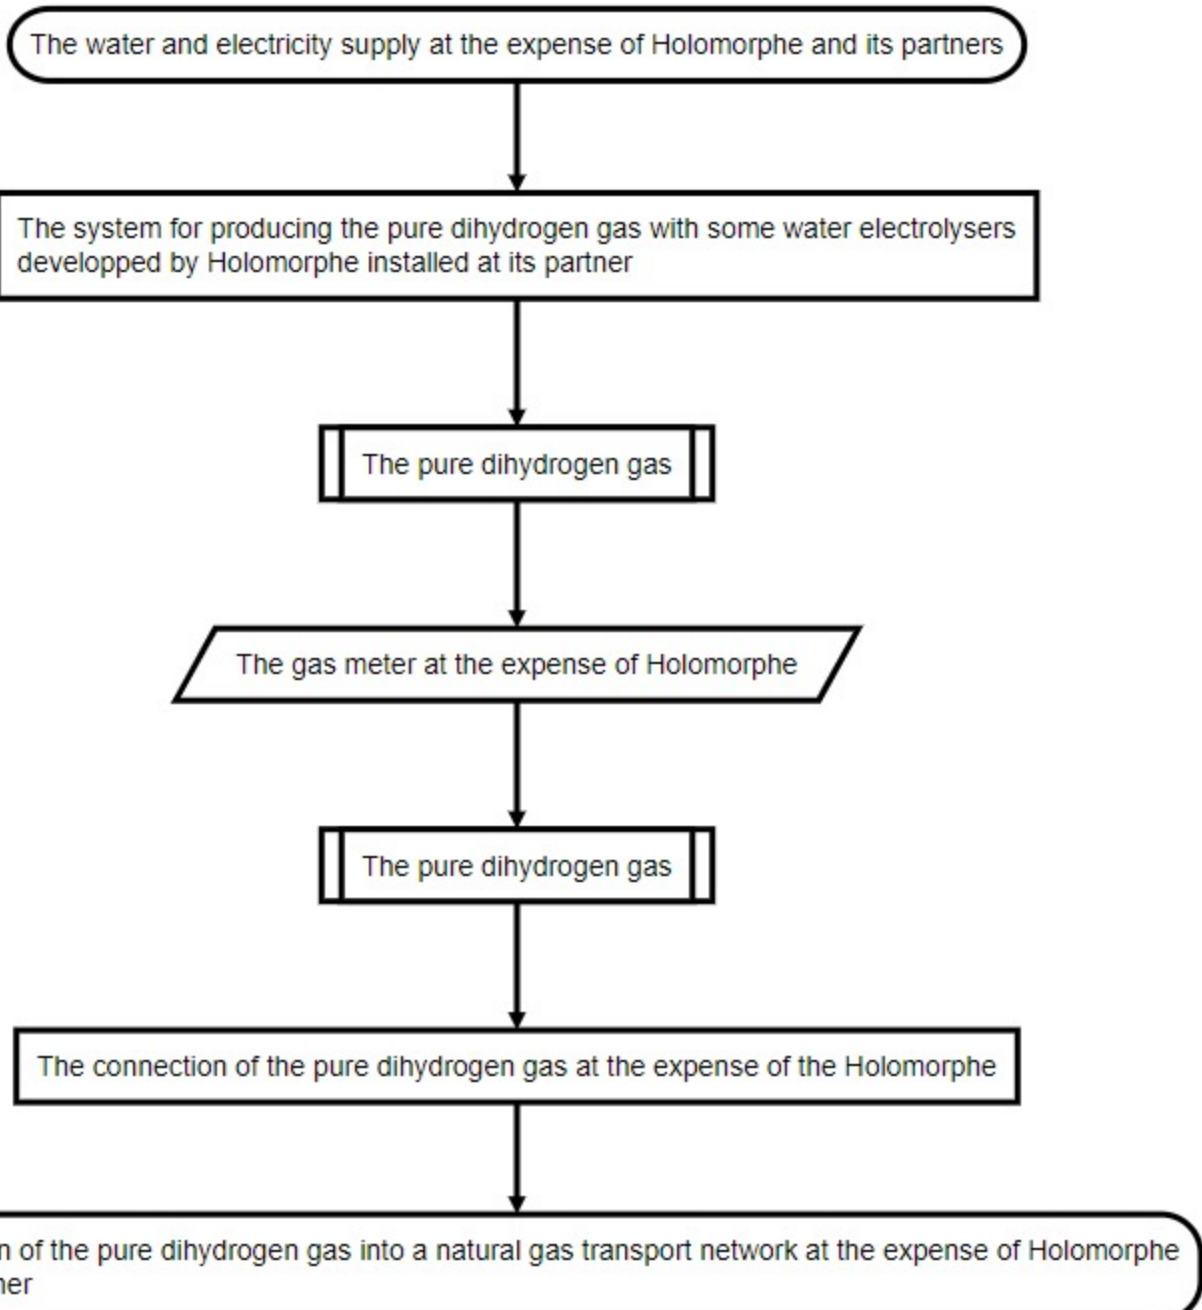 The water and electricity supply at the expense of Holomorphe and its partners
The system for producing the pure dihydrogen gas with some water electrolysers
developped by Holomorphe installed at its partner
The pure dihydrogen gas
The gas meter at the expense of Holomorphe
The pure dihydrogen gas
The connection of the pure dihydrogen gas at the expense of the Holomorphe
of the pure dihydrogen gas into a natural gas transport network at the expense of Holomorphe